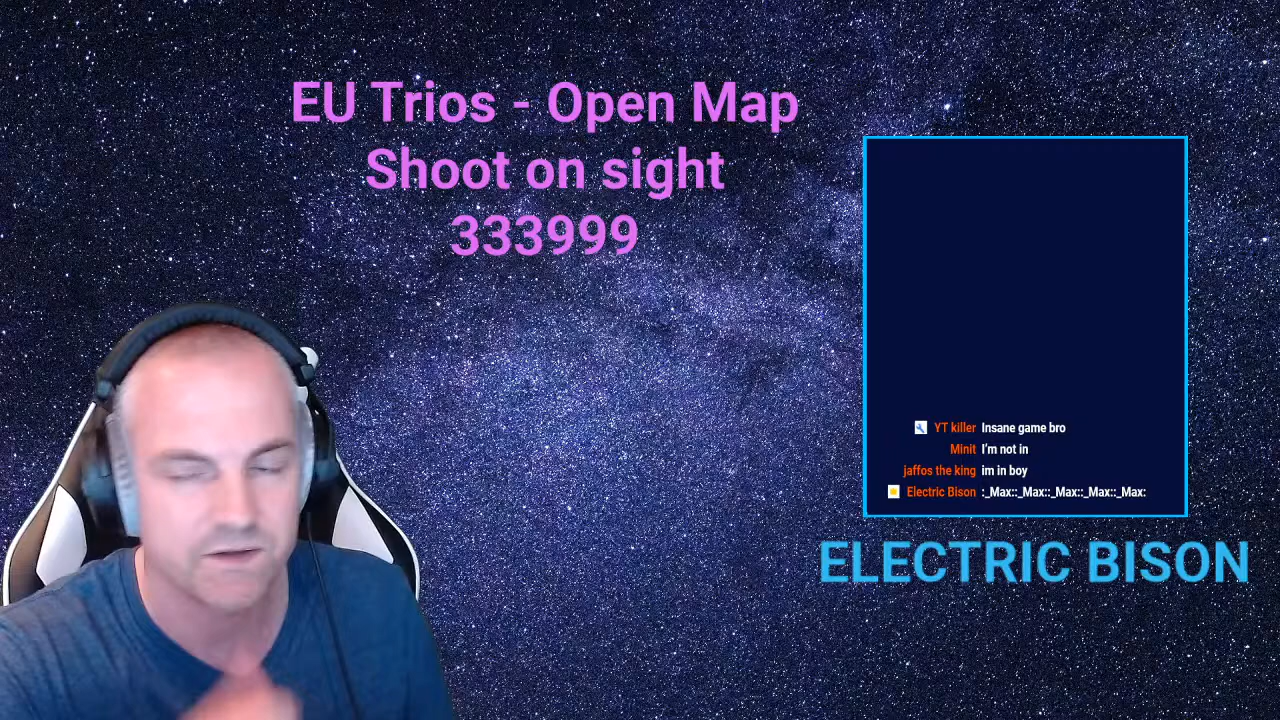 EU Trios - Open Map
Shoot on sight
333999
YT killer Insane game bro
Minit I'm not in
jaffos the king im in boy
Electric Bison :_Max::_Max::_Max::_Max::_Max:
ELECTRIC BISON